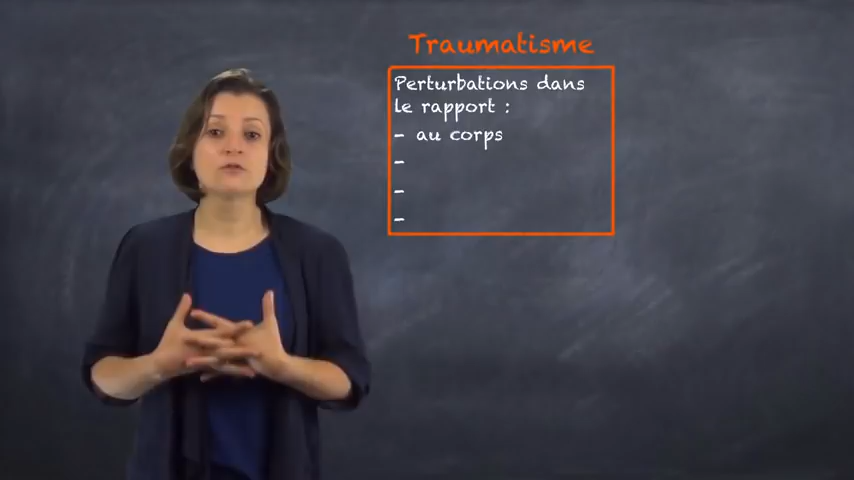 Traumatisme
Perturbations dans
le rapport :
- au corps
-
-
-